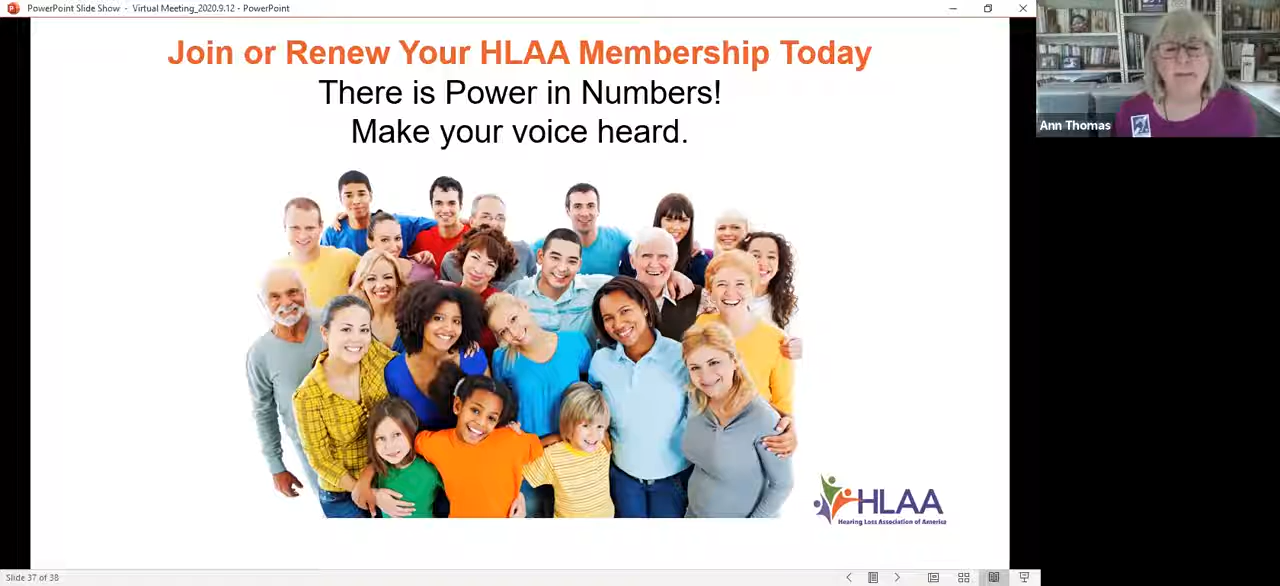 PowerPoint Slide Show - Virtual Meeting_2020.9.12 - PowerPoint
Join or Renew Your HLAA Membership Today
There is Power in Numbers!
Make your voice heard.
Ann Thomas
HLAA
Hearing Loss Association of America
Slide 37 of 38